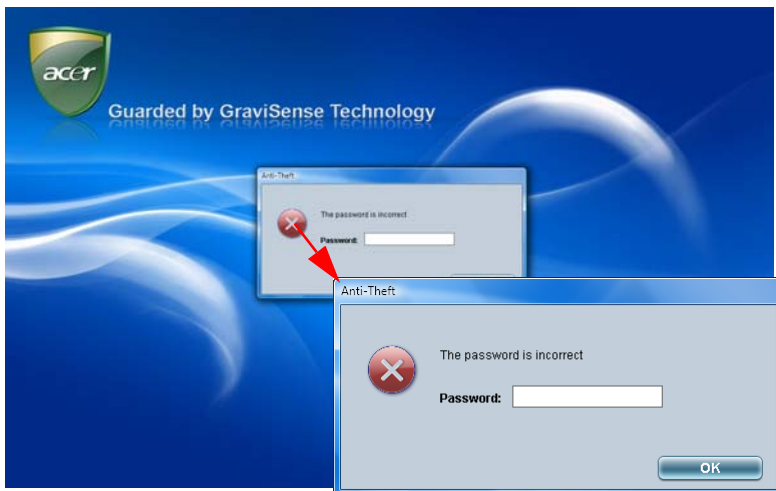 acer
Guarded by GraviSense Technology
Anti-Theft
The password is incorrect
Password:
Anti-Theft
The password is incorrect
Password:
OK